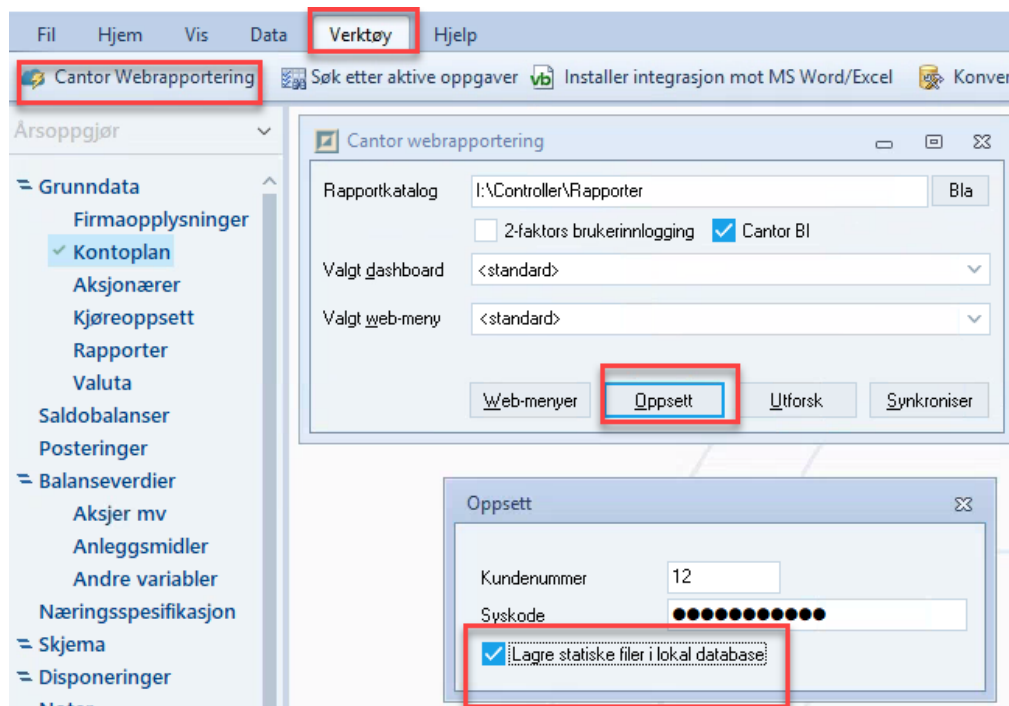 Fil Hjem Vis Data Verktøy Hjelp
Cantor Webrapportering Søk etter aktive oppgaver Installer integrasjon mot MS Word/Excel Konver
Årsoppgjør
Grunndata
Firmaopplysninger
Kontoplan
Aksjonærer
Kjøreoppsett
Rapporter
Valuta
Saldobalanser
Posteringer
Balanseverdier
Aksjer mv
Anleggsmidler
Andre variabler
Næringsspesifikasjon
Skjema
Disponeringer
Cantor webrapportering
Rapportkatalog I:\Controller\Rapporter Bla
2-faktors brukerinnlogging Cantor BI
Valgt dashboard <standard>
Valgt web-meny <standard>
Web-menyer Oppsett Utforsk Synkroniser
Oppsett
Kundenummer 12
Syskode ●●●●●●●●●●●
Lagre statiske filer i lokal database